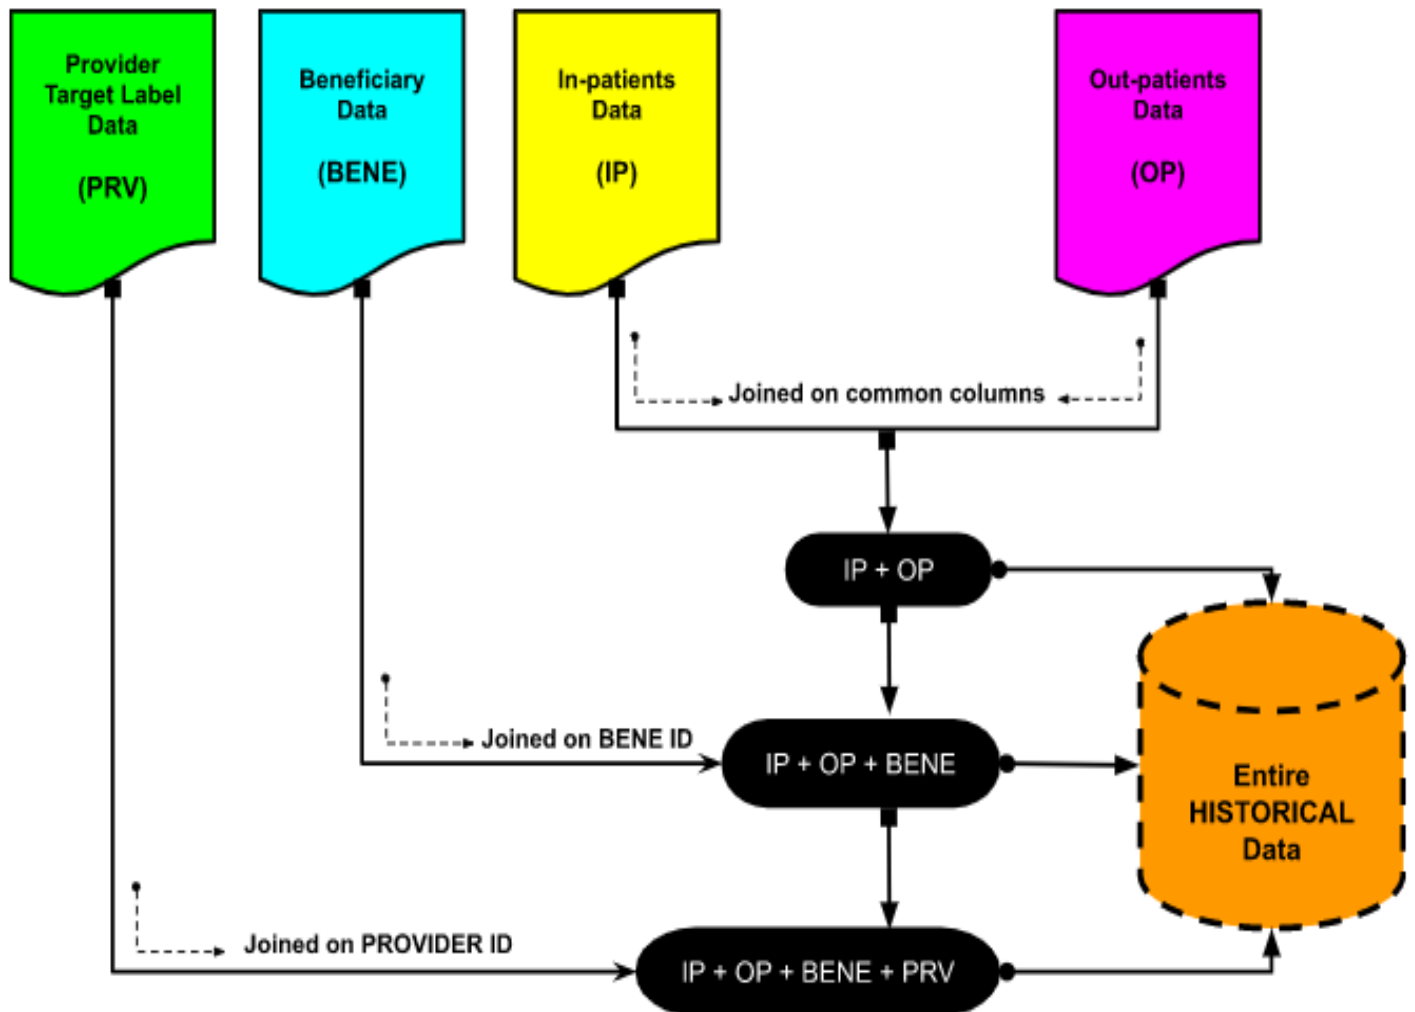 Provider
Target Label
Data
(PRV)
Beneficiary
Data
(BENE)
In-patients
Data
(IP)
Out-patients
Data
(OP)
Joined on common columns
IP + OP
Joined on BENE ID
IP + OP + BENE
Entire
HISTORICAL
Data
Joined on PROVIDER ID
IP + OP + BENE + PRV